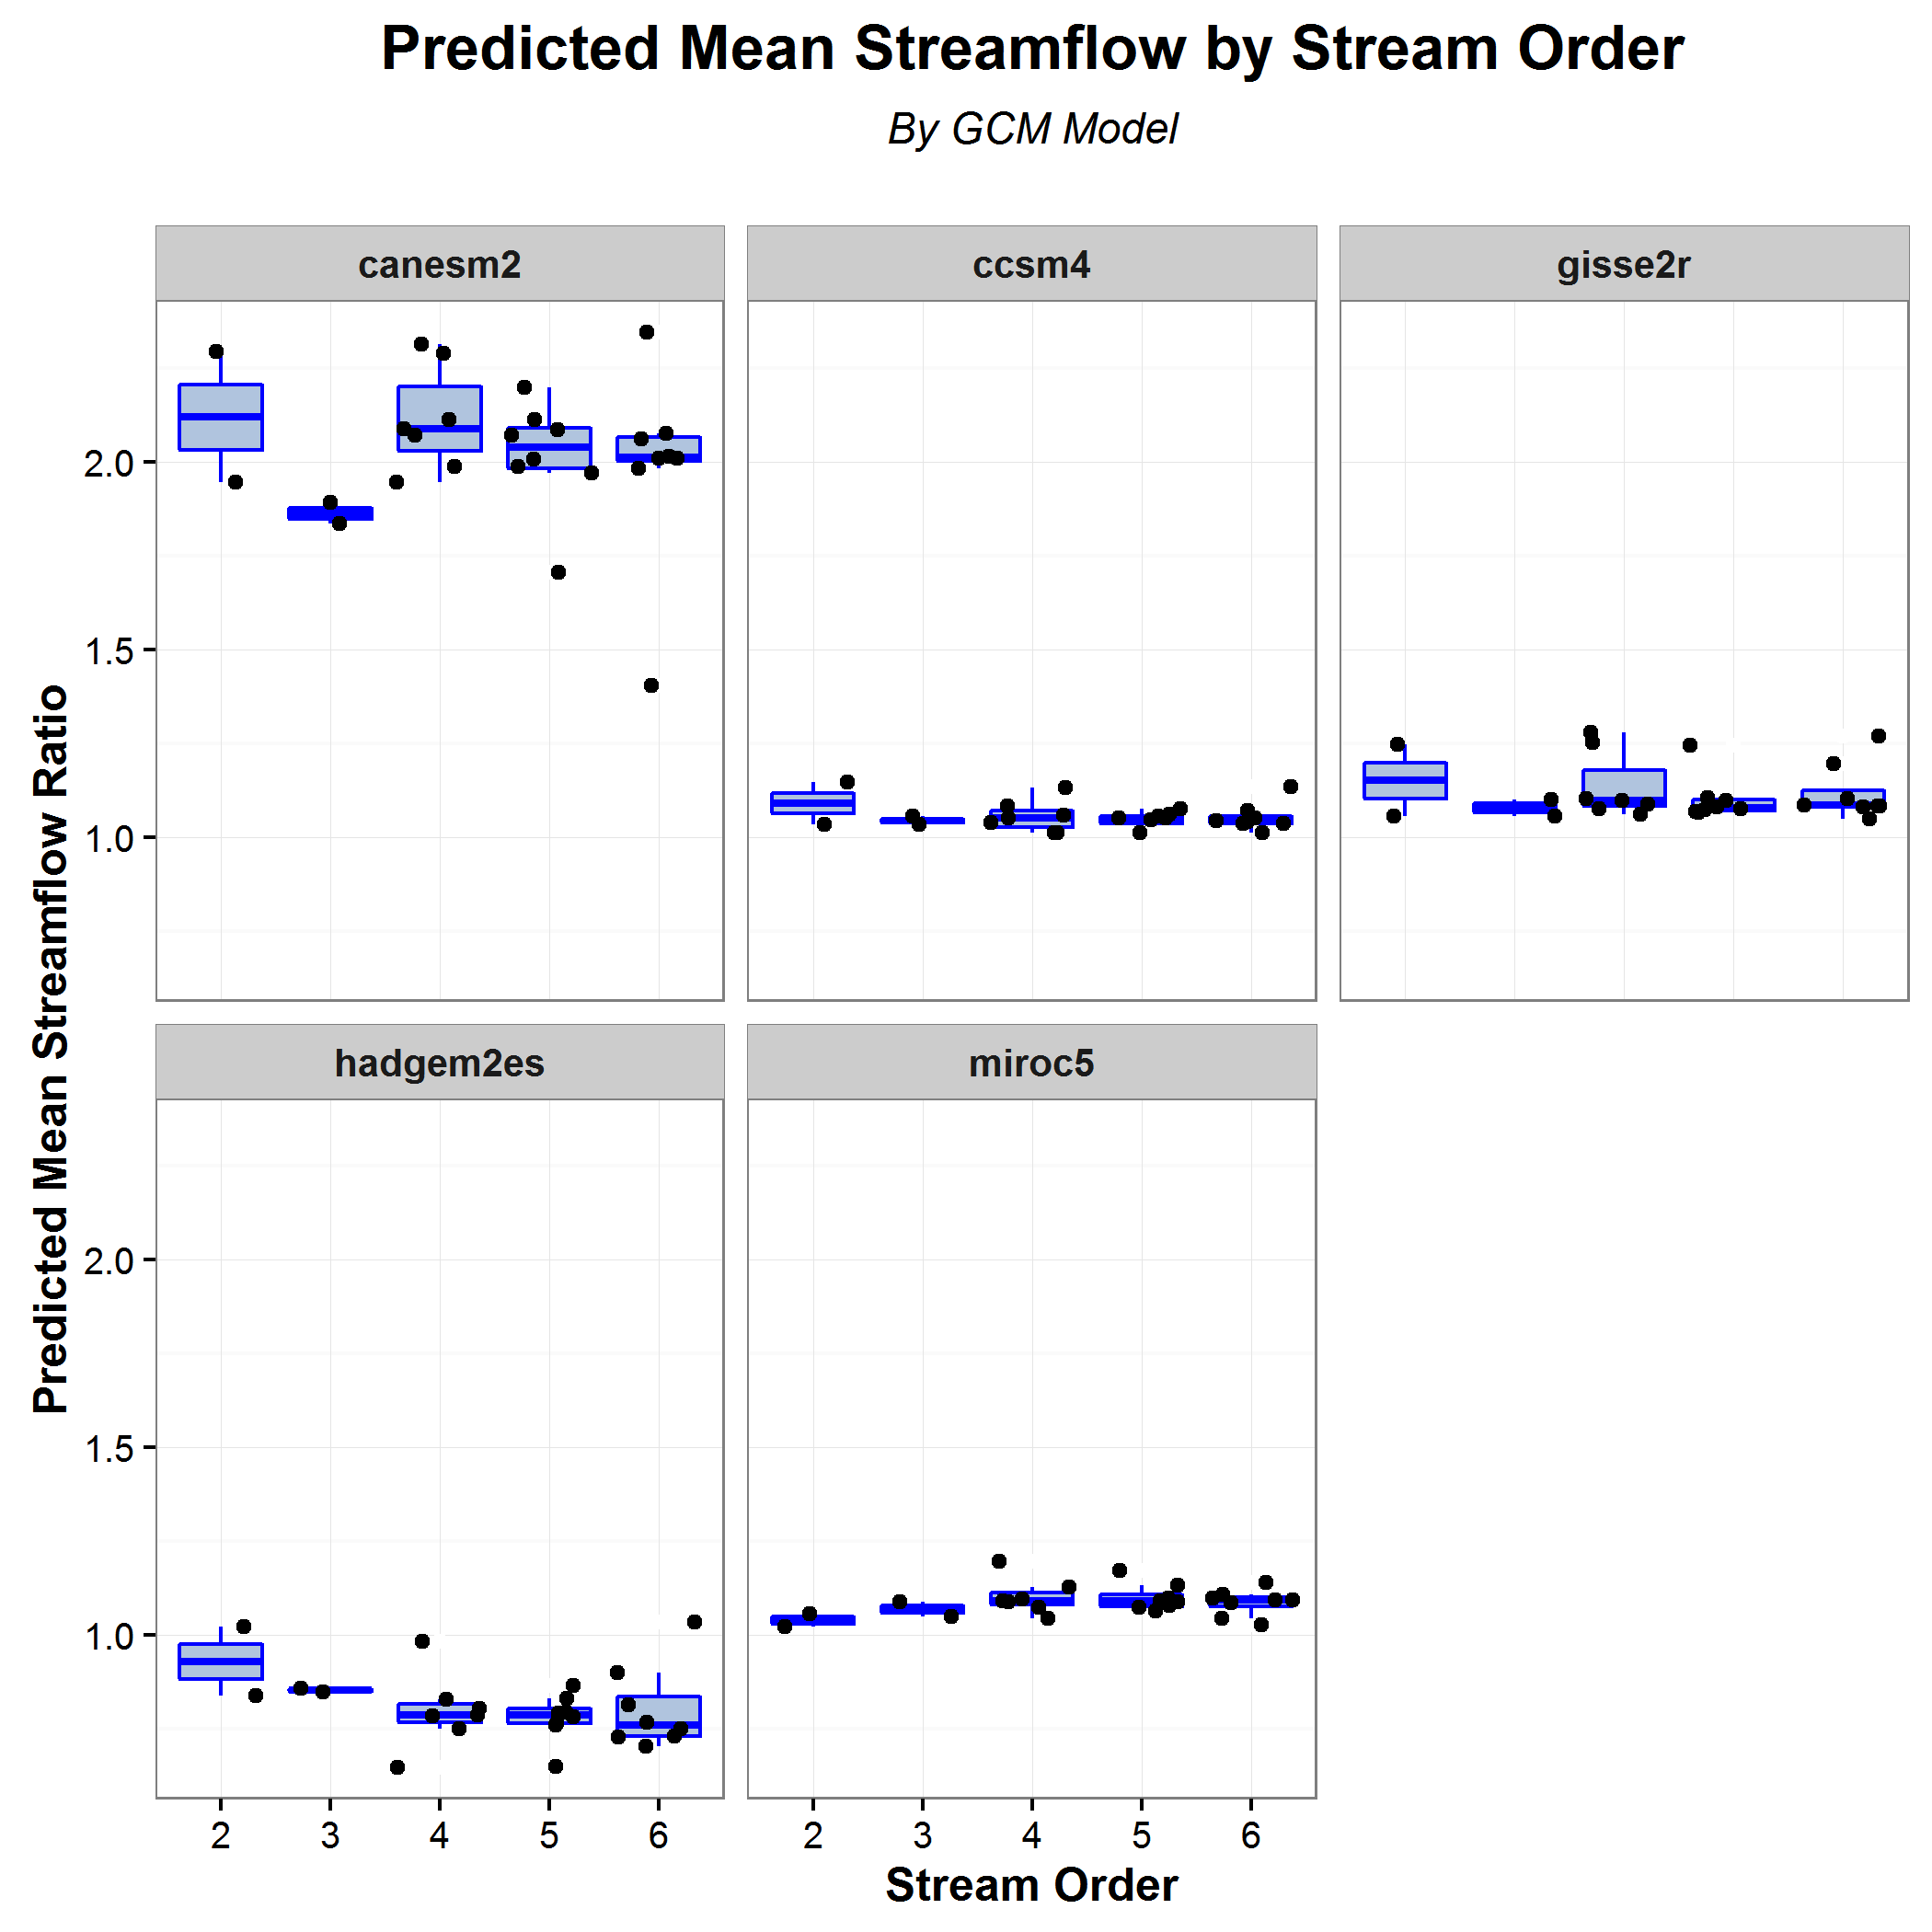 Predicted Mean Streamflow by Stream Order
By GCM Model
canesm2
ccsm4
gisse2r
2.0
1.5
1.0
Predicted Mean Streamflow Ratio
hadgem2es
miroc5
2.0
1.5
1.0
2 3 4 5 6
2 3 4 5 6
Stream Order